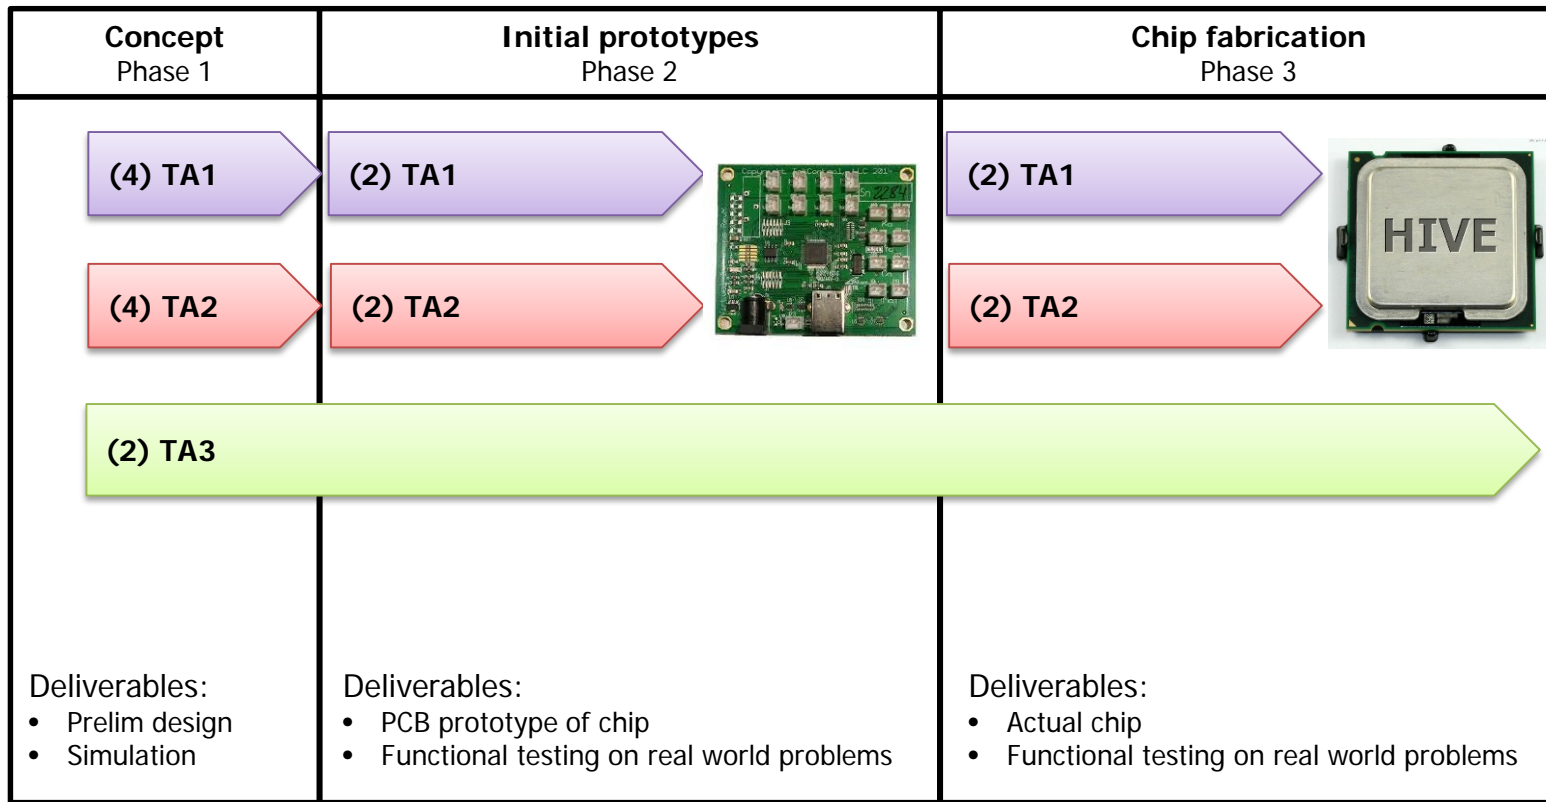 Concept
Phase 1
Initial prototypes
Phase 2
Chip fabrication
Phase 3
(4) TA1
(2) TA1
(2) TA1
(4) TA2
(2) TA2
(2) TA2
2284
HIVE
(2) TA3
Deliverables:
• Prelim design
• Simulation
Deliverables:
• PCB prototype of chip
• Functional testing on real world problems
Deliverables:
• Actual chip
• Functional testing on real world problems